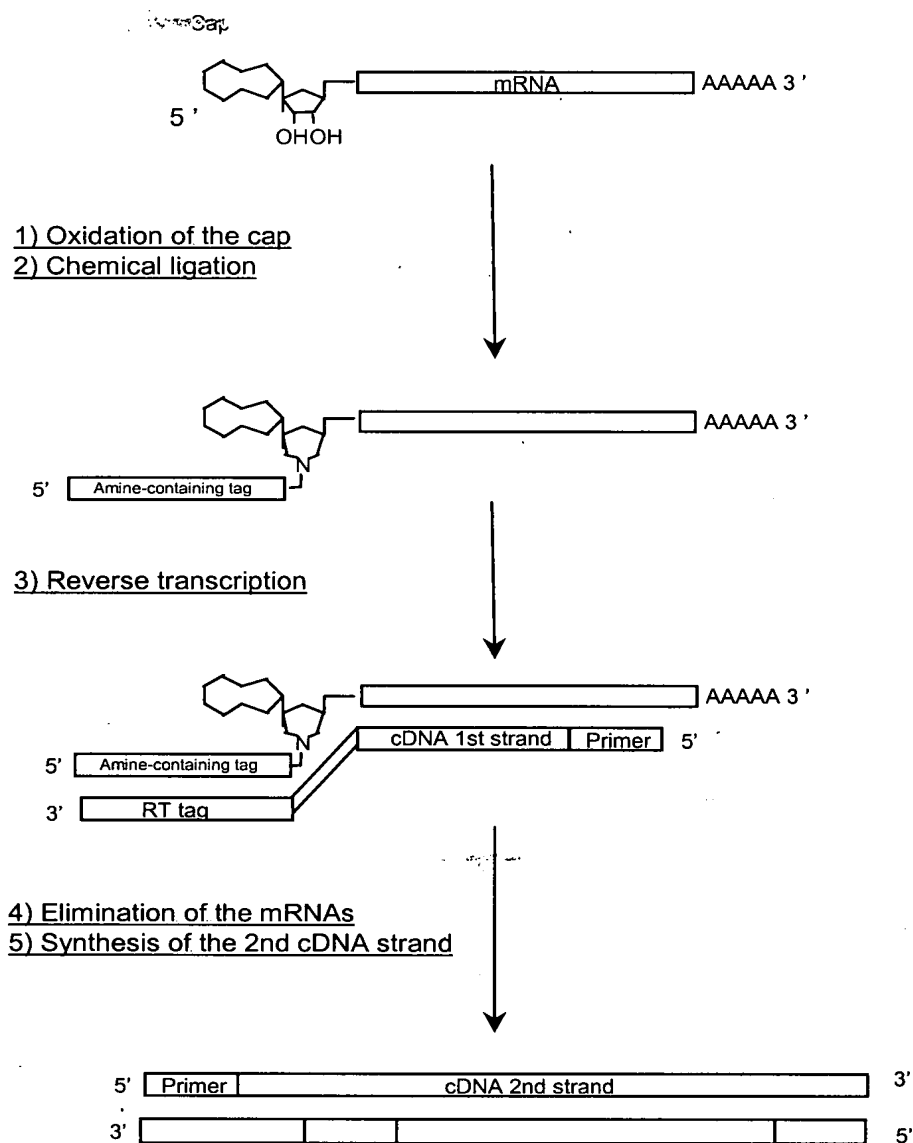 Cap
mRNA AAAAA 3 '
5 '
OHOH
1) Oxidation of the cap
2) Chemical ligation
AAAAA 3 '
N
5' Amine-containing tag
3) Reverse transcription
AAAAA 3 '
cDNA 1st strand Primer 5'
N
5' Amine-containing tag
3' RT tag
4) Elimination of the mRNAs
5) Synthesis of the 2nd cDNA strand
5' Primer cDNA 2nd strand 3'
3' 5'